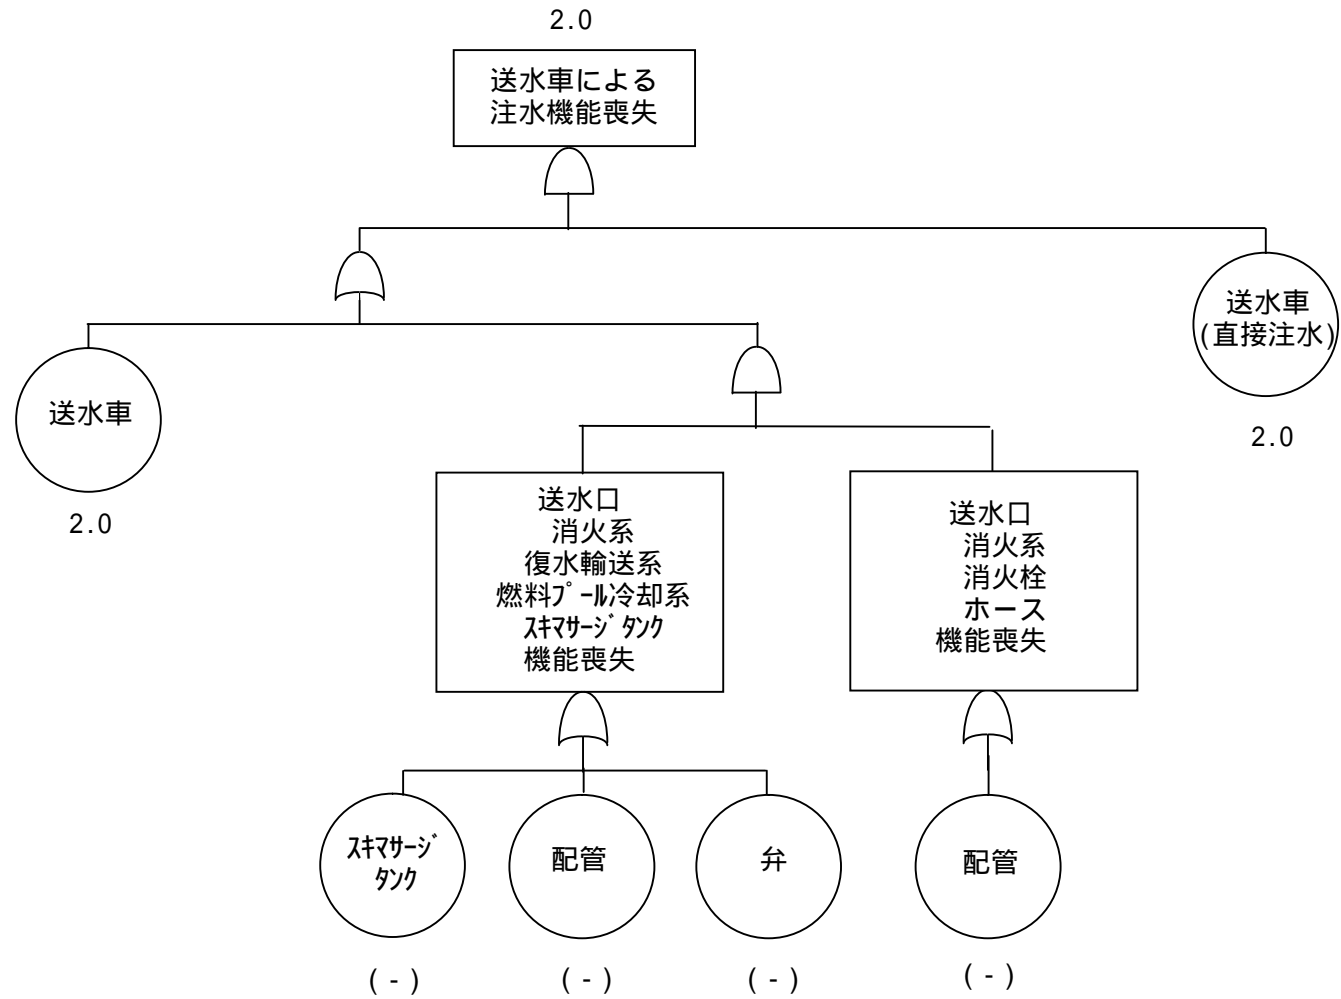 2.0
送水車による
注水機能喪失
送水車
(直接注水)
2.0
送水車
2.0
送水口
消火系
復水輸送系
燃料ﾌﾟｰﾙ冷却系
ｽｷﾏｻｰｼﾞﾀﾝｸ
機能喪失
送水口
消火系
消火栓
ホース
機能喪失
ｽｷﾏｻｰｼﾞ
ﾀﾝｸ
(-)
配管
(-)
弁
(-)
配管
(-)